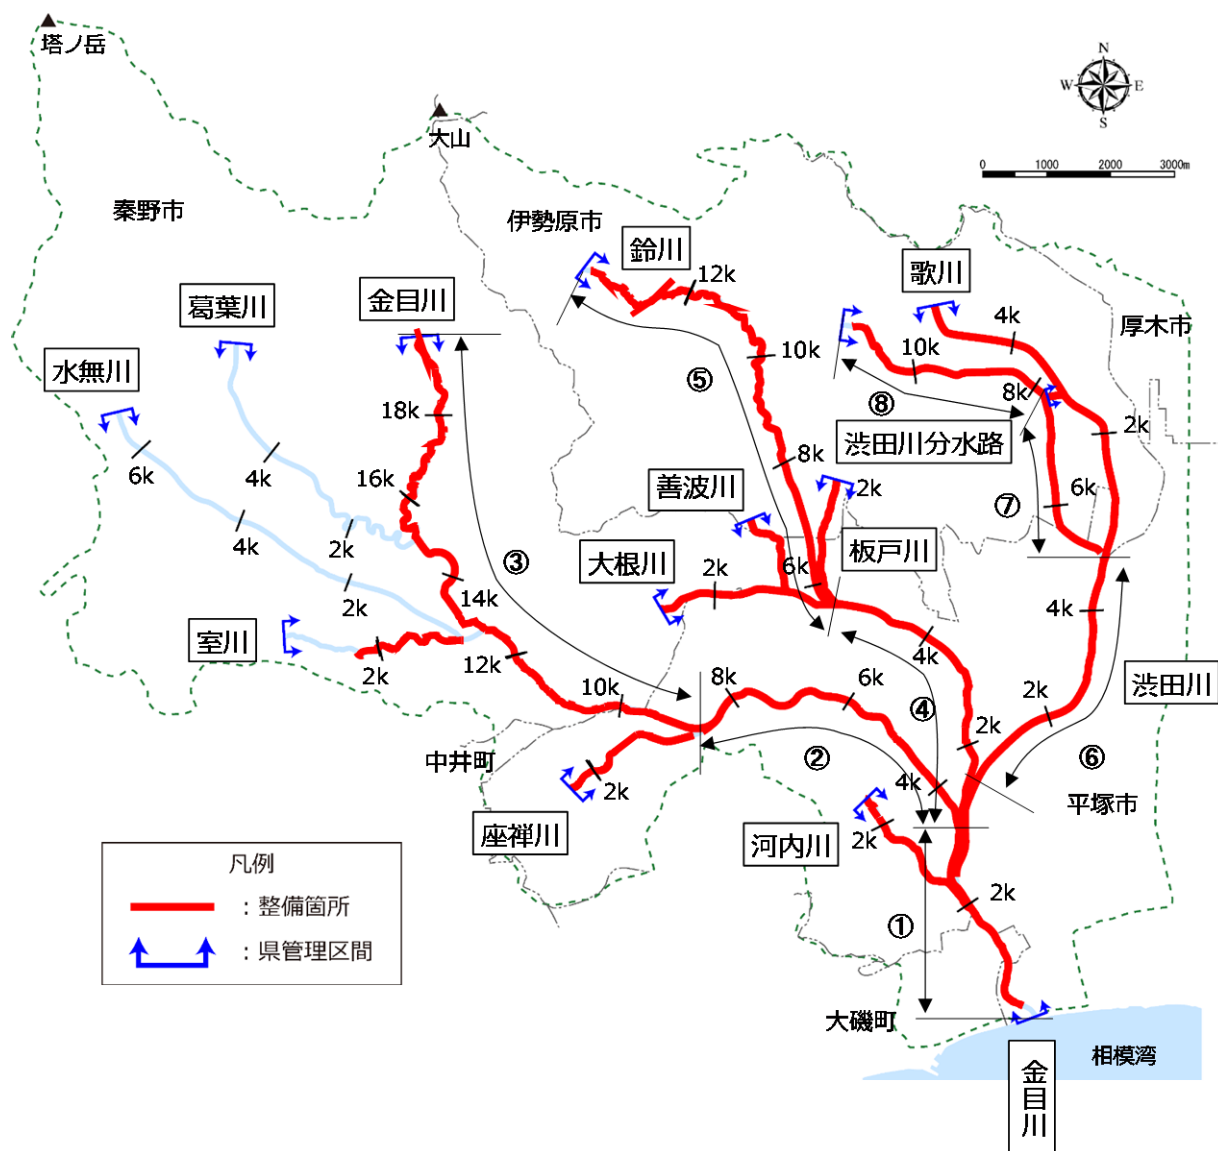 塔ノ岳
N
W
E
S
大山
0
1000
2000
3000m
秦野市
伊勢原市
鈴川
12k
歌川
4k
厚木市
金目川
葛葉川
水無川
10k
⑤
10k
8k
⑧
渋田川分水路
2k
18k
6k
4k
16k
4k
2k
2k
善波川
8k
2k
6k
⑦
板戸川
③
大根川
2k
6k
14k
4k
室川
2k
12k
4k
渋田川
10k
8k
6k
④
2k
2k
中井町
②
⑥
2k
4k
平塚市
座禅川
河内川
2k
2k
①
凡例
：整備箇所
：県管理区間
大磯町
相模湾
金目川